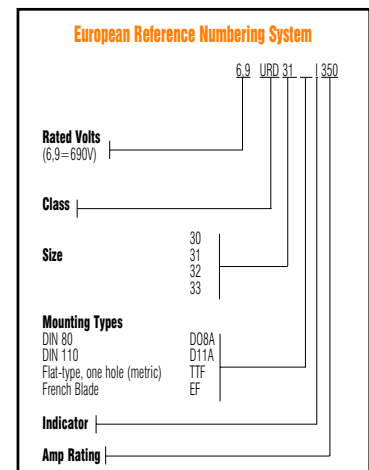 European Reference Numbering System
6,9 URD 31 _ I 350
Rated Volts
(6,9=690V)
Class
30
Size 31
32
33
Mounting Types
DIN 80 DO8A
DIN 110 D11A
Flat-type, one hole (metric) TTF
French Blade EF
Indicator
Amp Rating